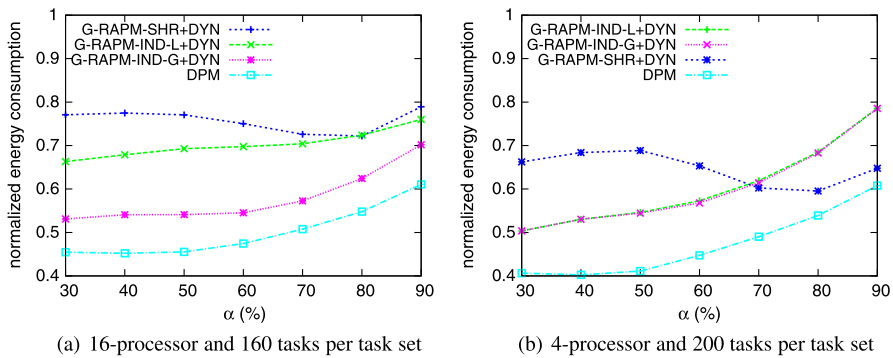 normalized energy consumption
1
0.9
0.8
0.7
0.6
0.5
0.4
G-RAPM-SHR+DYN
G-RAPM-IND-L+DYN
G-RAPM-IND-G+DYN
DPM
30 40 50 60 70 80 90
α (%)
(a) 16-processor and 160 tasks per task set
normalized energy consumption
1
0.9
0.8
0.7
0.6
0.5
0.4
G-RAPM-IND-L+DYN
G-RAPM-IND-G+DYN
G-RAPM-SHR+DYN
DPM
30 40 50 60 70 80 90
α (%)
(b) 4-processor and 200 tasks per task set